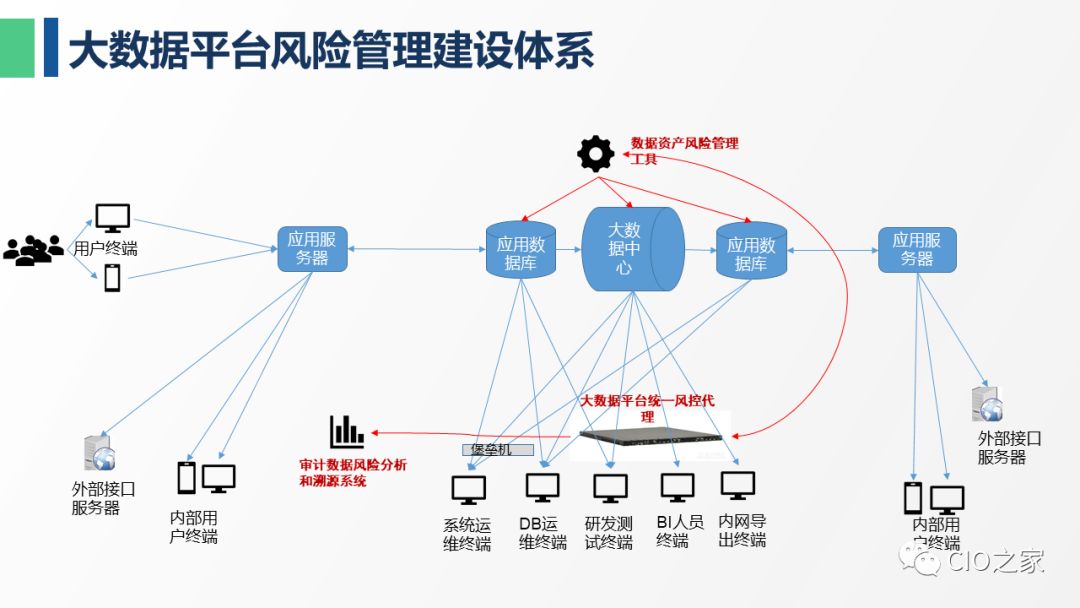 大数据平台风险管理建设体系
数据资产风险管理
工具
用户终端
应用服
务器
应用数
据库
大数
据中
心
应用数
据库
应用服
务器
大数据平台统一风控代
理
堡垒机
审计数据风险分析
和溯源系统
外部接口
服务器
内部用
户终端
系统运
维终端
DB运
维终端
研发测
试终端
BI人员
终端
内网导
出终端
外部接口
服务器
内部用
户终端
CIO之家